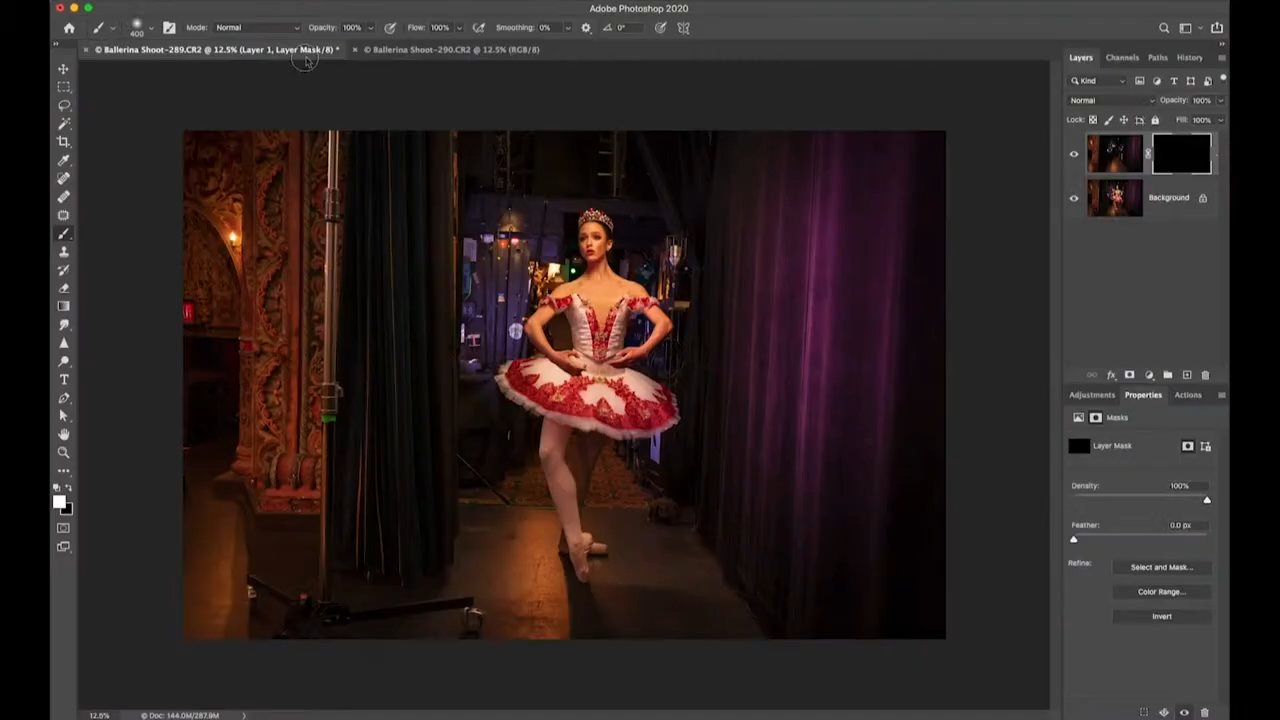 Adobe Photoshop 2020
400
Mode: Normal
Opacity: 100%
Flow: 100%
Smoothing: 0%
0°
© Ballerina Shoot-289.CR2 @ 12.5% (Layer 1, Layer Mask/8) *
© Ballerina Shoot-290.CR2 @ 12.5% (RGB/8)
Layers Channels Paths History
Kind
Normal Opacity: 100%
Lock: Fill: 100%
Background
fx
Adjustments Properties Actions
Masks
Layer Mask
Density: 100%
Feather: 0.0 px
Refine: Select and Mask...
Color Range...
Invert
12.5% © Doc: 144.0M/287.9M